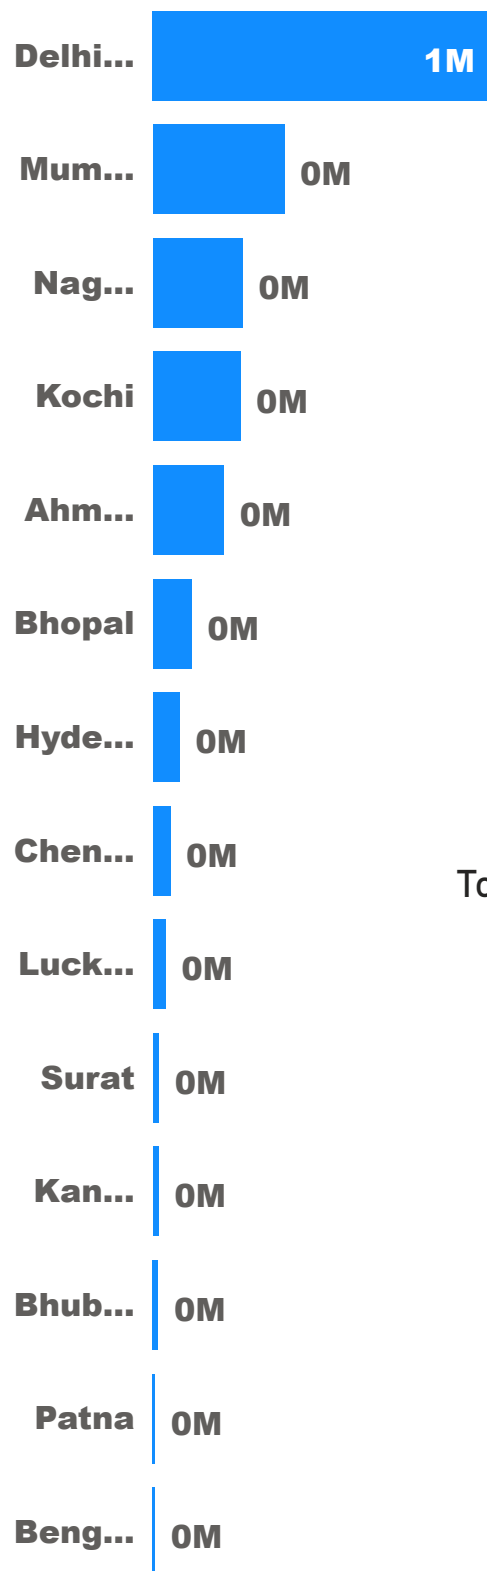 Delhi... 1M
Mum... 0M
Nag... 0M
Kochi 0M
Ahm... 0M
Bhopal 0M
Hyde... 0M
Chen... 0M
To
Luck... 0M
Surat 0M
Kan... 0M
Bhub... 0M
Patna 0M
Beng... 0M